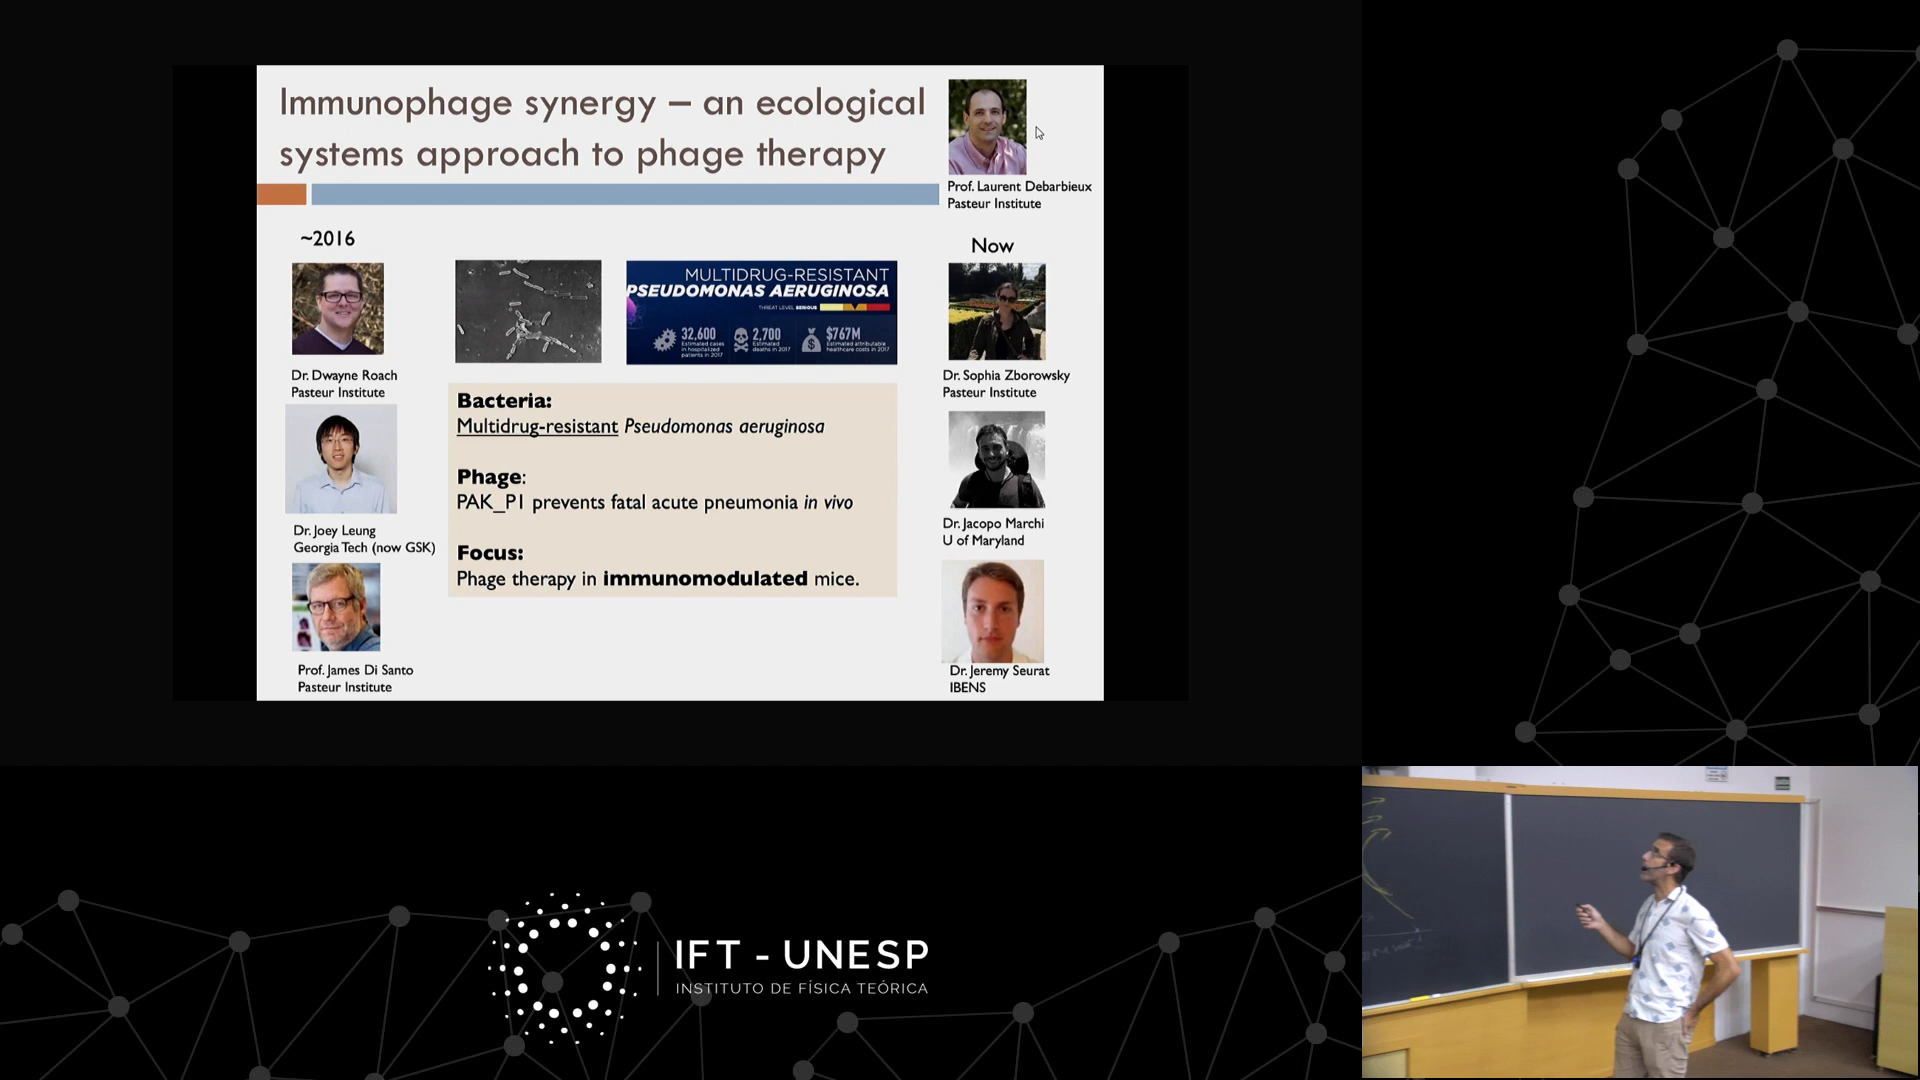 Immunophage synergy – an ecological
systems approach to phage therapy
Prof. Laurent Debarbieux
Pasteur Institute
~2016
Now
MULTIDRUG-RESISTANT
PSEUDOMONAS AERUGINOSA
THREAT LEVEL SERIOUS
32,600
Estimated cases
in hospitalized
patients in 2017
2,700
Estimated
deaths in 2017
$767M
Estimated attributable
healthcare costs in 2017
Dr. Dwayne Roach
Pasteur Institute
Dr. Sophia Zborowsky
Pasteur Institute
Bacteria:
Multidrug-resistant Pseudomonas aeruginosa
Phage:
PAK_P1 prevents fatal acute pneumonia in vivo
Focus:
Phage therapy in immunomodulated mice.
Dr. Joey Leung
Georgia Tech (now GSK)
Dr. Jacopo Marchi
U of Maryland
Prof. James Di Santo
Pasteur Institute
Dr. Jeremy Seurat
IBENS
IFT - UNESP
INSTITUTO DE FÍSICA TEÓRICA